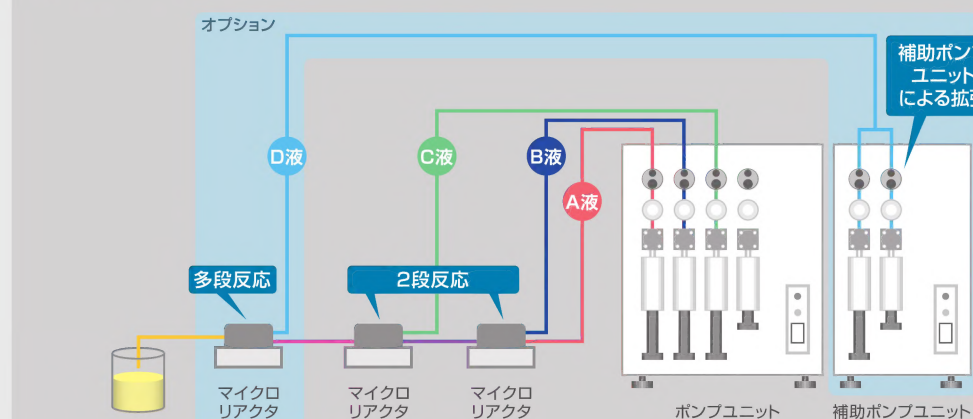 オプション
補助ポン
ユニット
による拡
D液
C液
B液
A液
多段反応
2段反応
マイクロ
リアクタ
マイクロ
リアクタ
マイクロ
リアクタ
ポンプユニット
補助ポンプユニット